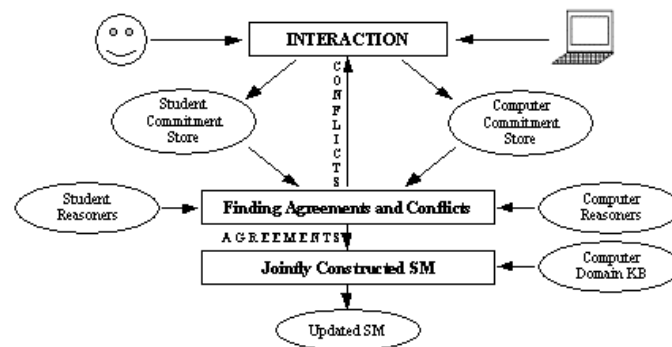 INTERACTION
Student
Commitment
Store
CONFLICTS
Computer
Commitment
Store
Student
Reasoners
Finding Agreements and Conflicts
Computer
Reasoners
AGREEMENTS
Jointly Constructed SM
Computer
Domain KB
Updated SM